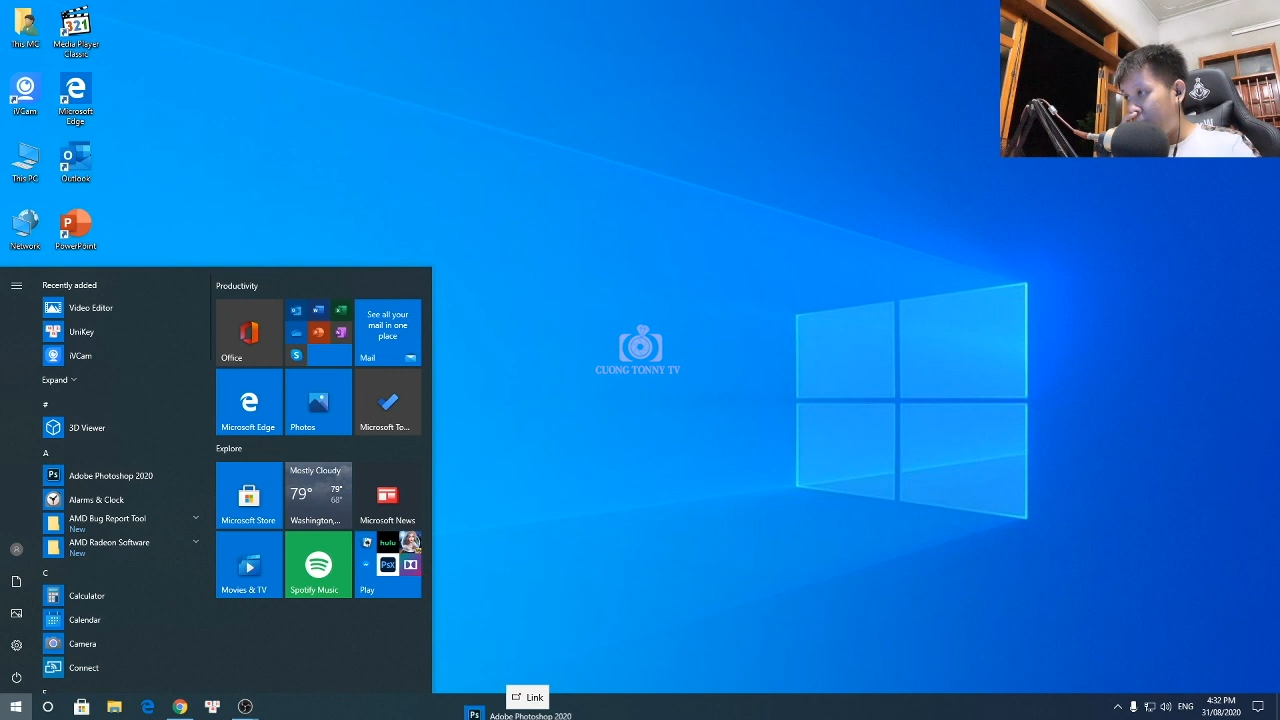 This MC
Media Player
Classic
iVCam
Microsoft
Edge
This PC
Outlook
Network
PowerPoint
Recently added
Video Editor
UniKey
iVCam
Expand
#
3D Viewer
A
Adobe Photoshop 2020
Alarms & Clock
AMD Bug Report Tool
New
AMD Radeon Software
New
C
Calculator
Calendar
Camera
Connect
Productivity
Office
See all your
mail in one
place
Mail
Microsoft Edge
Photos
Microsoft To...
Explore
Microsoft Store
Mostly Cloudy
79°
79°
68°
Washington,...
Microsoft News
Movies & TV
Spotify Music
hulu
PsX
Play
CUONG TONNY TV
Link
Ps
Adobe Photoshop 2020
ENG
4:32 PM
31/08/2020